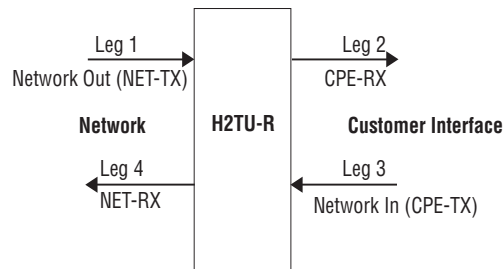 Leg 1
Leg 2
Network Out (NET-TX)
CPE-RX
Network
H2TU-R
Customer Interface
Leg 4
Leg 3
NET-RX
Network In (CPE-TX)